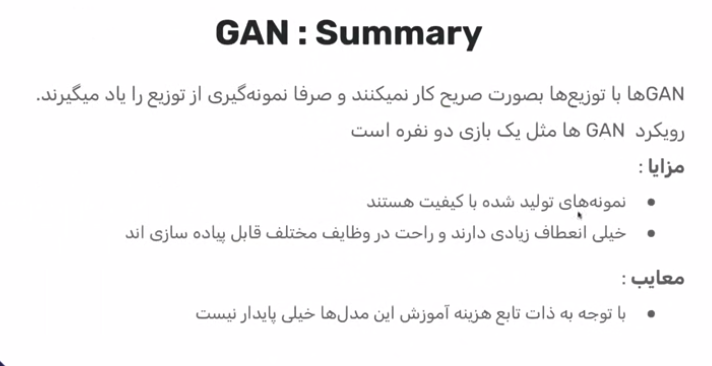 GAN : Summary
GANها با توزیع‌ها بصورت صریح کار نمیکنند و صرفا نمونه‌گیری از توزیع را یاد میگیرند.
رویکرد GAN ها مثل یک بازی دو نفره است
مزایا :
● نمونه‌های تولید شده با کیفیت هستند
● خیلی انعطاف زیادی دارند و راحت در وظایف مختلف قابل پیاده سازی اند
معایب :
● با توجه به ذات تابع هزینه آموزش این مدل‌ها خیلی پایدار نیست